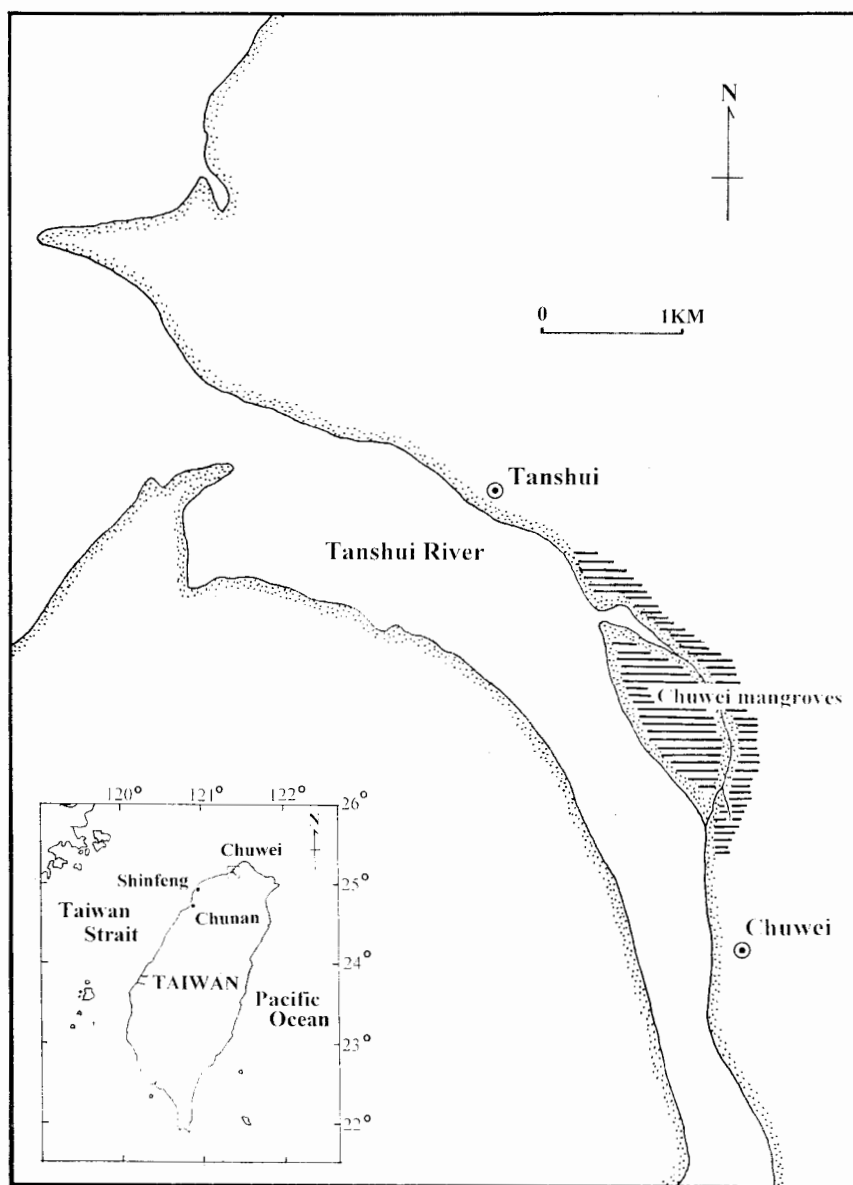 N
0 1KM
Tanshui
Tanshui River
Chuwei mangroves
Chuwei
120° 121° 122°
26°
N
Chuwei
Shinfeng
25°
Chunan
Taiwan
Strait
24°
TAIWAN
Pacific
Ocean
23°
22°